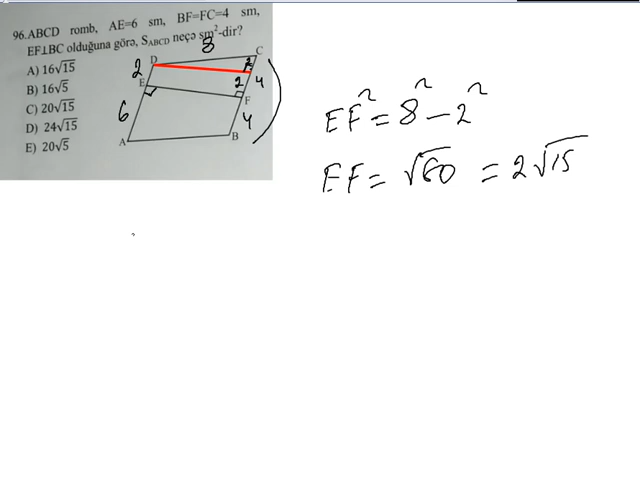 96.ABCD romb, AE=6 sm, BF=FC=4 sm,
EF⊥BC olduğuna görə, S_ABCD neçə sm²-dir?
A) 16√15
B) 16√5
C) 20√15
D) 24√15
E) 20√5
8
D
C
2
2
E
2
4
F
6
4
A
B
EF² = 8² − 2²
EF = √60 = 2√15